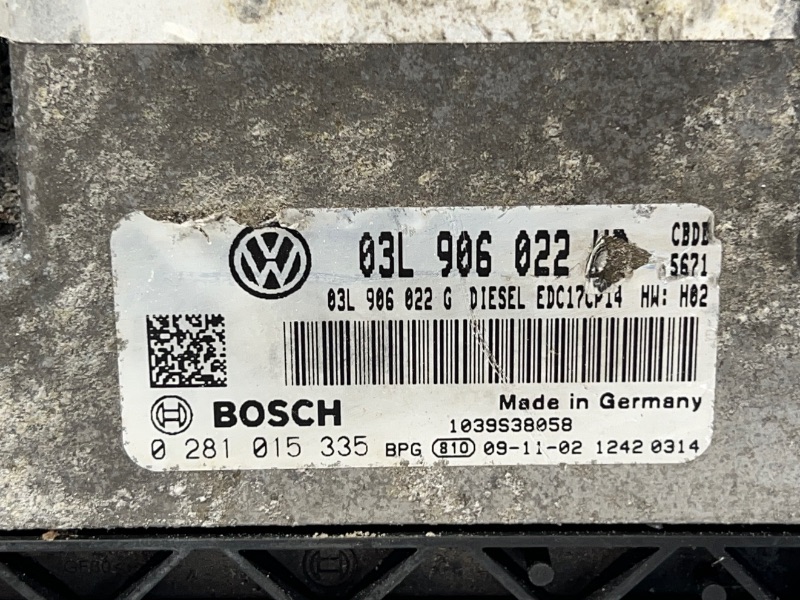 03L 906 022
CBDB
5671
03L 906 022 G DIESEL EDC17CP14 HW: H02
BOSCH
Made in Germany
1039S38058
0 281 015 335 BPG 810 09-11-02 1242 0314